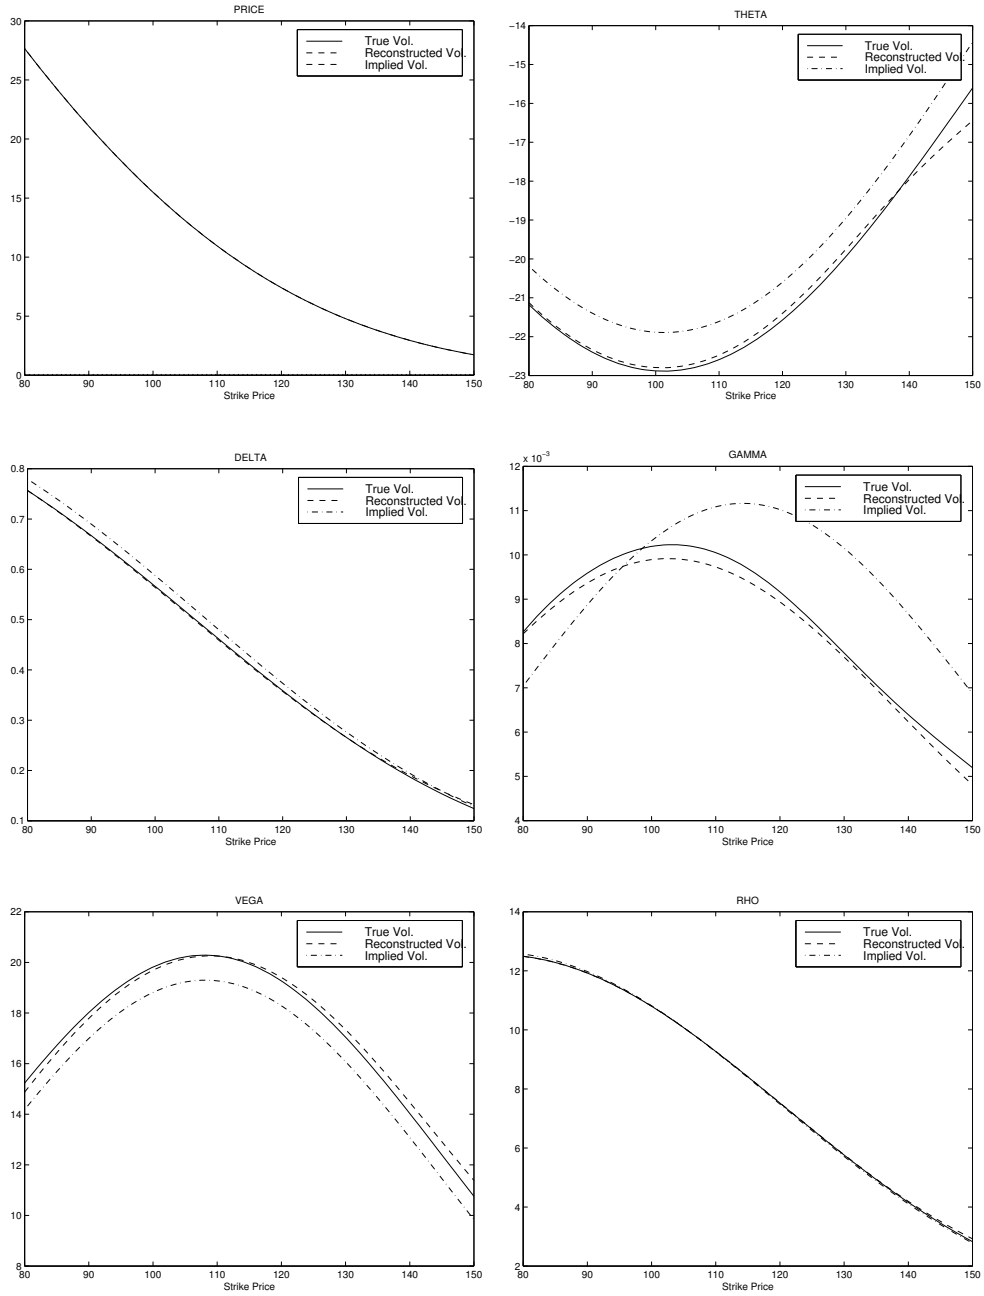 PRICE
30
25
20
15
10
5
0
True Vol.
Reconstructed Vol.
Implied Vol.
80 90 100 110 120 130 140 150
Strike Price
THETA
−14
−15
−16
−17
−18
−19
−20
−21
−22
−23
True Vol.
Reconstructed Vol.
Implied Vol.
80 90 100 110 120 130 140 150
Strike Price
DELTA
0.8
0.7
0.6
0.5
0.4
0.3
0.2
0.1
True Vol.
Reconstructed Vol.
Implied Vol.
80 90 100 110 120 130 140 150
Strike Price
GAMMA
x 10⁻³
12
11
10
9
8
7
6
5
4
True Vol.
Reconstructed Vol.
Implied Vol.
80 90 100 110 120 130 140 150
Strike Price
VEGA
22
20
18
16
14
12
10
8
True Vol.
Reconstructed Vol.
Implied Vol.
80 90 100 110 120 130 140 150
Strike Price
RHO
14
12
10
8
6
4
2
True Vol.
Reconstructed Vol.
Implied Vol.
80 90 100 110 120 130 140 150
Strike Price